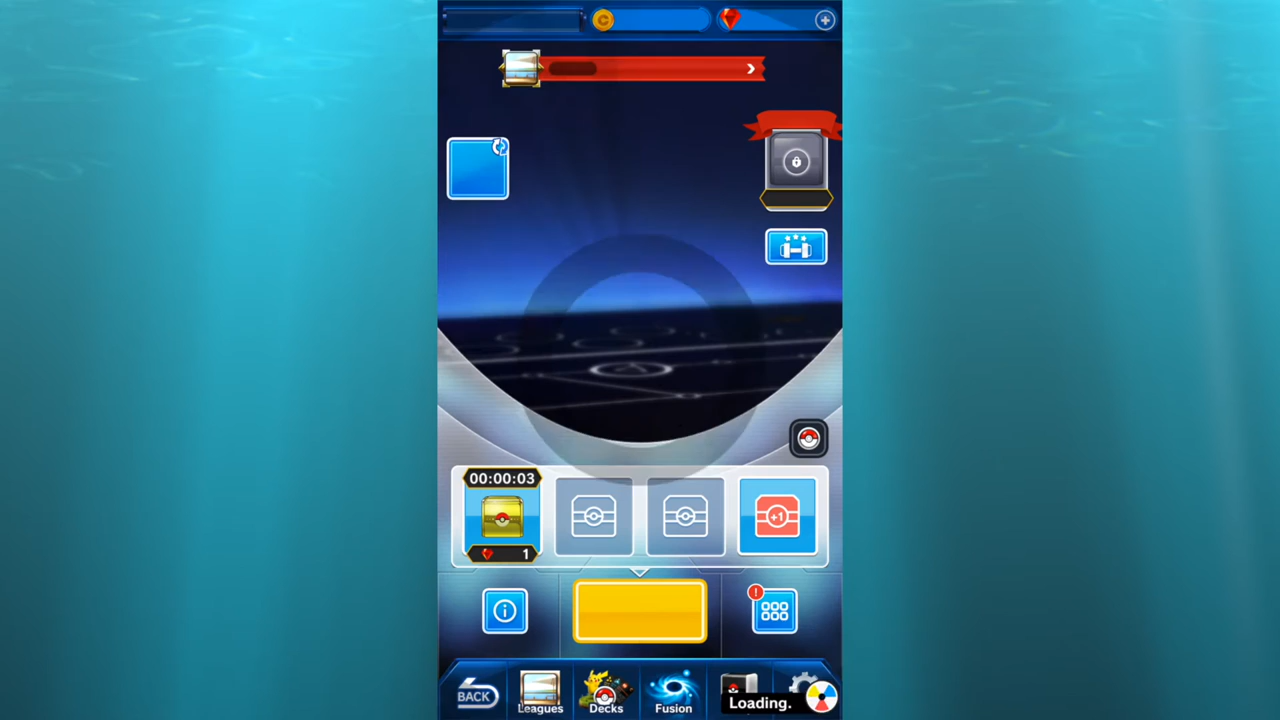 C
00:00:03
+1
1
i
!
BACK
Leagues
Decks
Fusion
Loading.